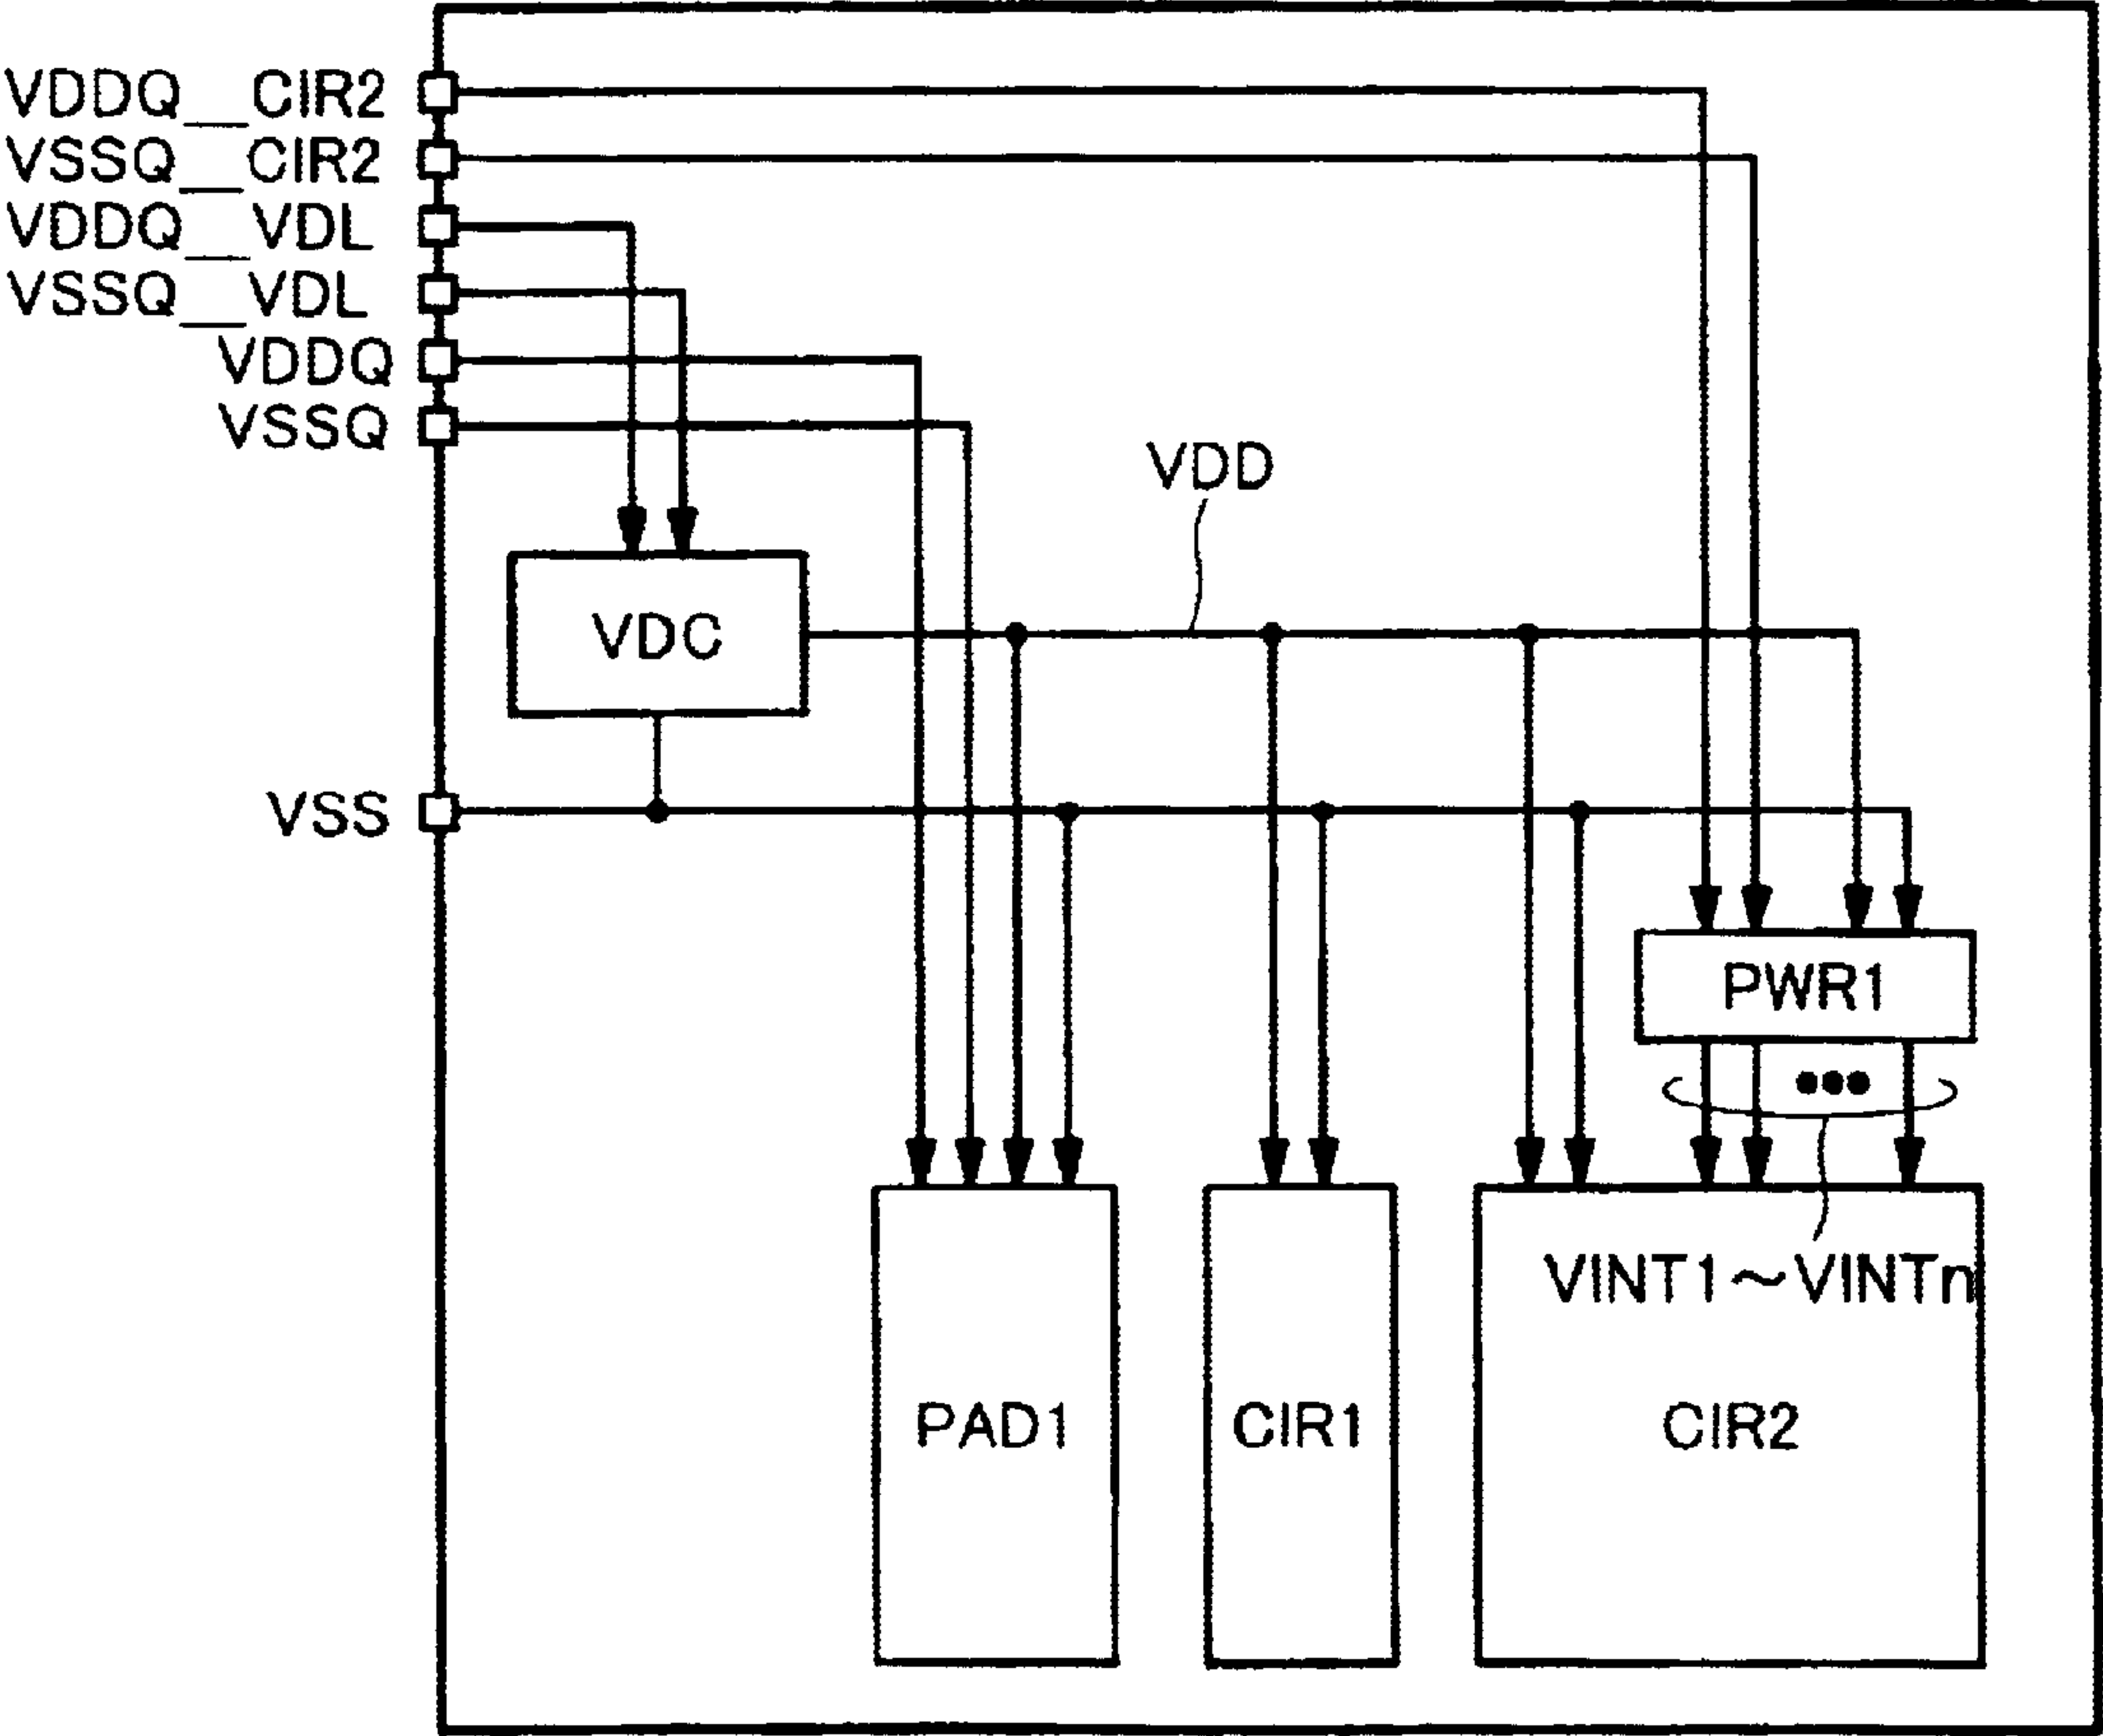 VDDQ__CIR2
VSSQ__CIR2
VDDQ__VDL
VSSQ__VDL
VDDQ
VSSQ
VDD
VDC
VSS
PWR1
VINT1～VINTn
PAD1
CIR1
CIR2